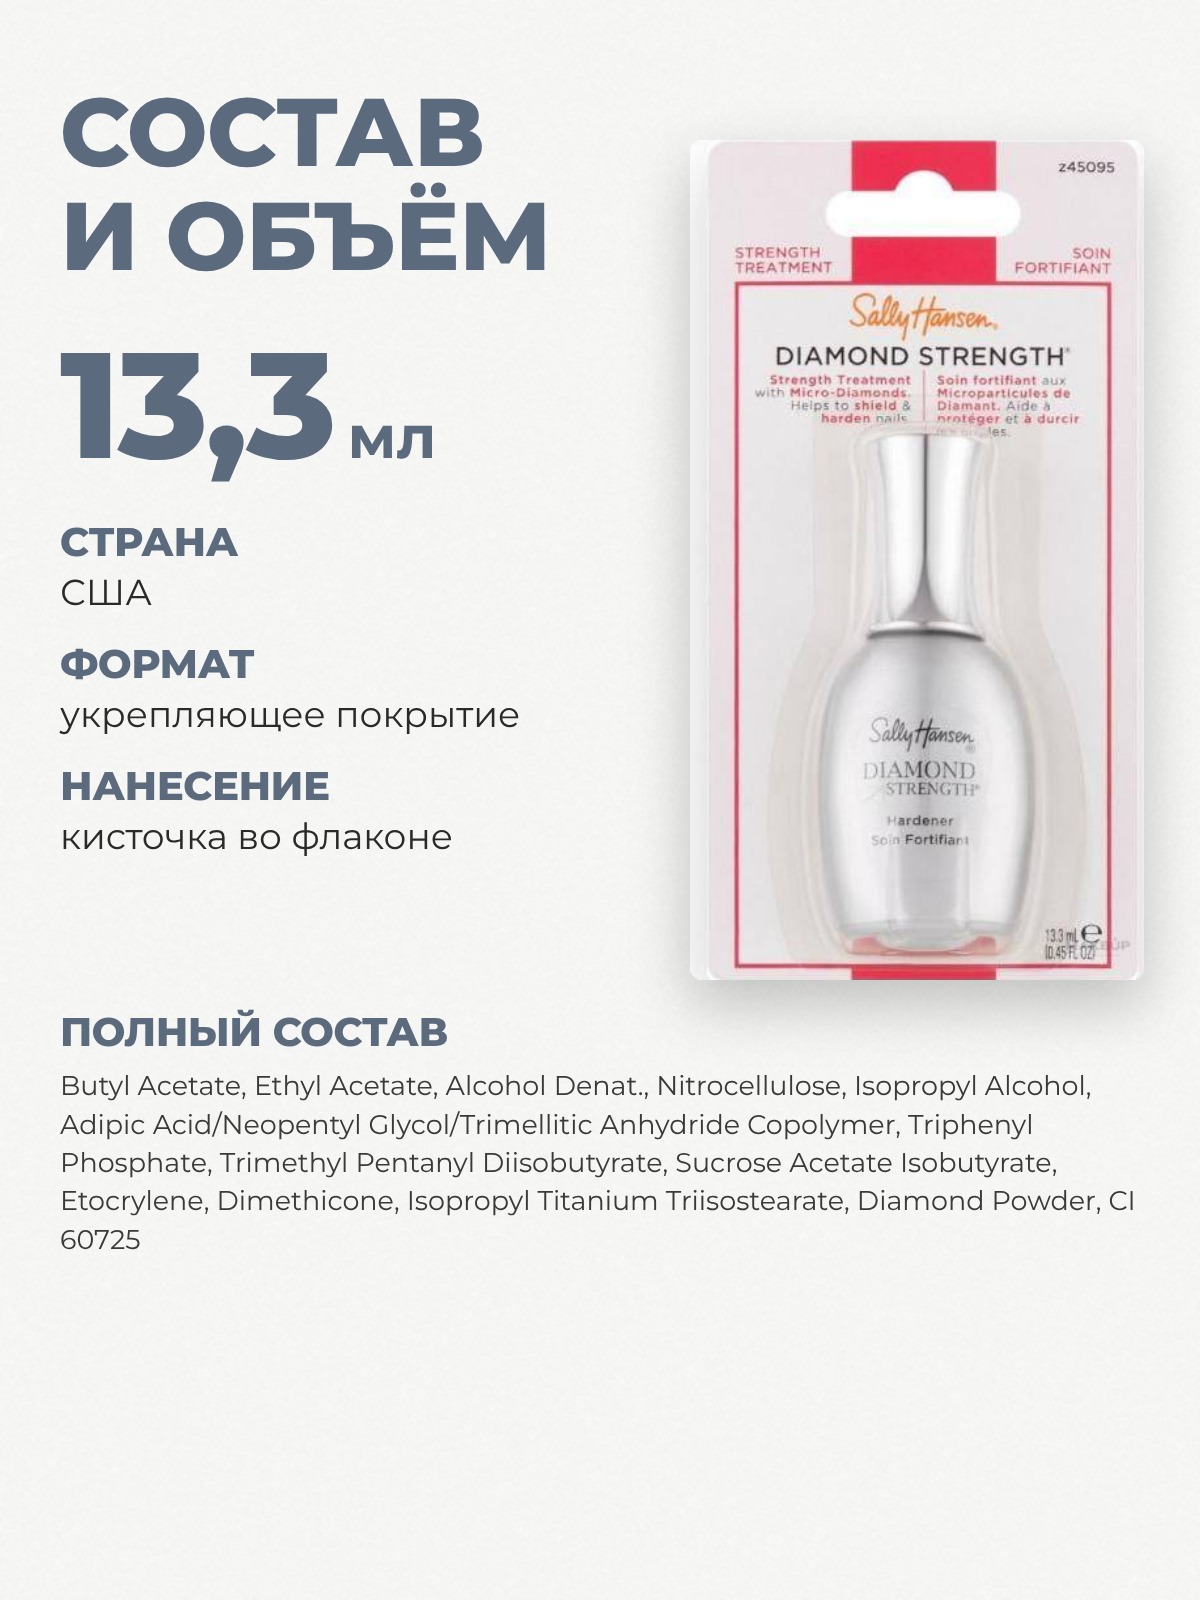 СОСТАВ
И ОБЪЁМ
13,3 мл
СТРАНА
США
ФОРМАТ
укрепляющее покрытие
НАНЕСЕНИЕ
кисточка во флаконе
z45095
STRENGTH
TREATMENT
SOIN
FORTIFIANT
Sally Hansen®
DIAMOND STRENGTH®
Strength Treatment
with Micro-Diamonds.
Helps to shield &
harden nails
Soin fortifiant aux
Microparticules de
Diamant. Aide à
protéger et à durcir
Sally Hansen®
DIAMOND
STRENGTH®
Hardener
Soin Fortifiant
13.3 mL e
(0.45 FL OZ)
ПОЛНЫЙ СОСТАВ
Butyl Acetate, Ethyl Acetate, Alcohol Denat., Nitrocellulose, Isopropyl Alcohol,
Adipic Acid/Neopentyl Glycol/Trimellitic Anhydride Copolymer, Triphenyl
Phosphate, Trimethyl Pentanyl Diisobutyrate, Sucrose Acetate Isobutyrate,
Etocrylene, Dimethicone, Isopropyl Titanium Triisostearate, Diamond Powder, CI
60725